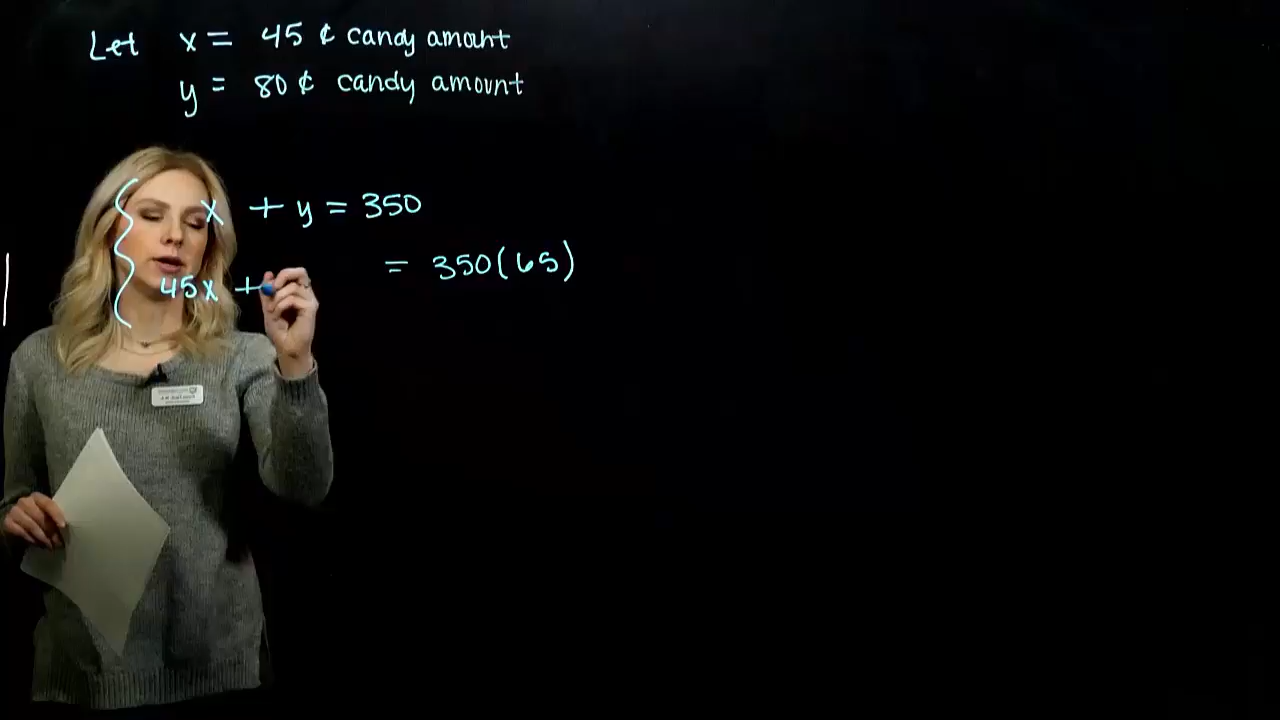 Let x = 45 ¢ candy amount
y = 80 ¢ candy amount
x + y = 350
45x + = 350(65)